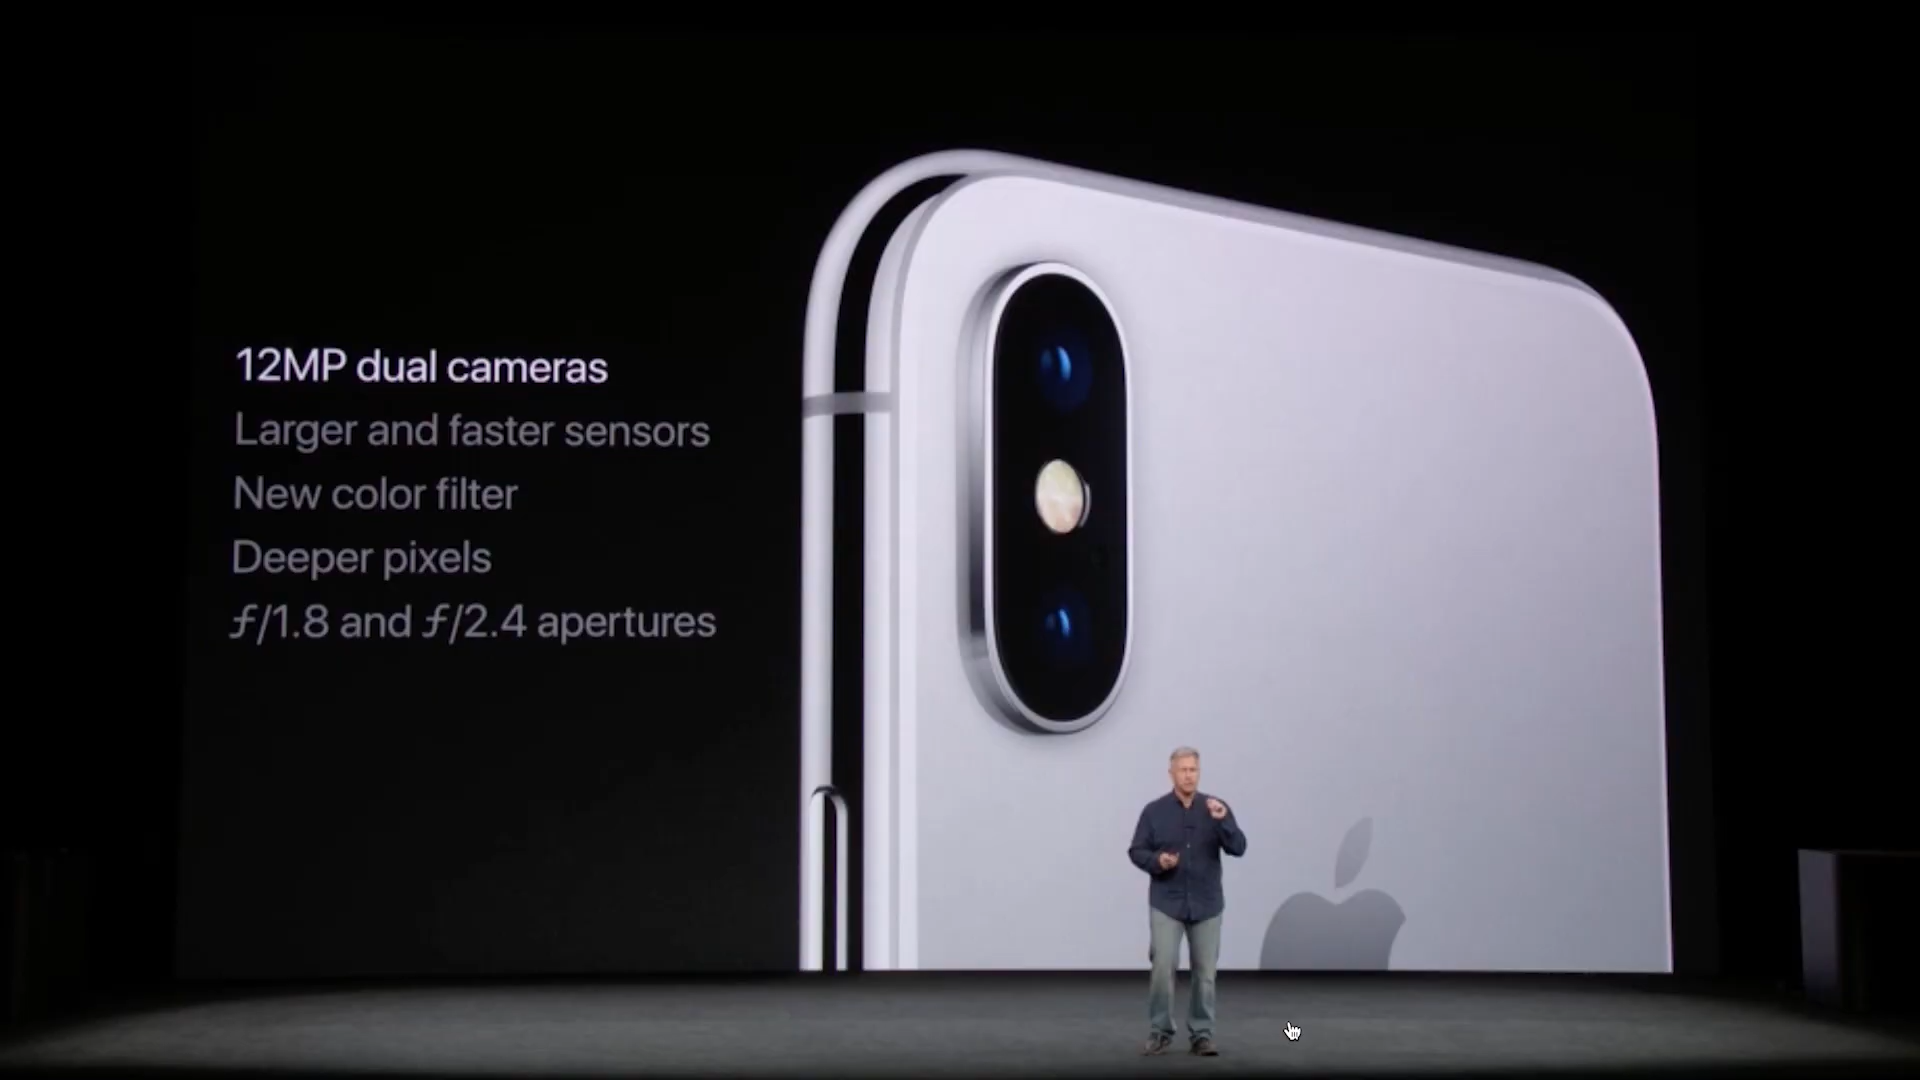 12MP dual cameras
Larger and faster sensors
New color filter
Deeper pixels
ƒ/1.8 and ƒ/2.4 apertures